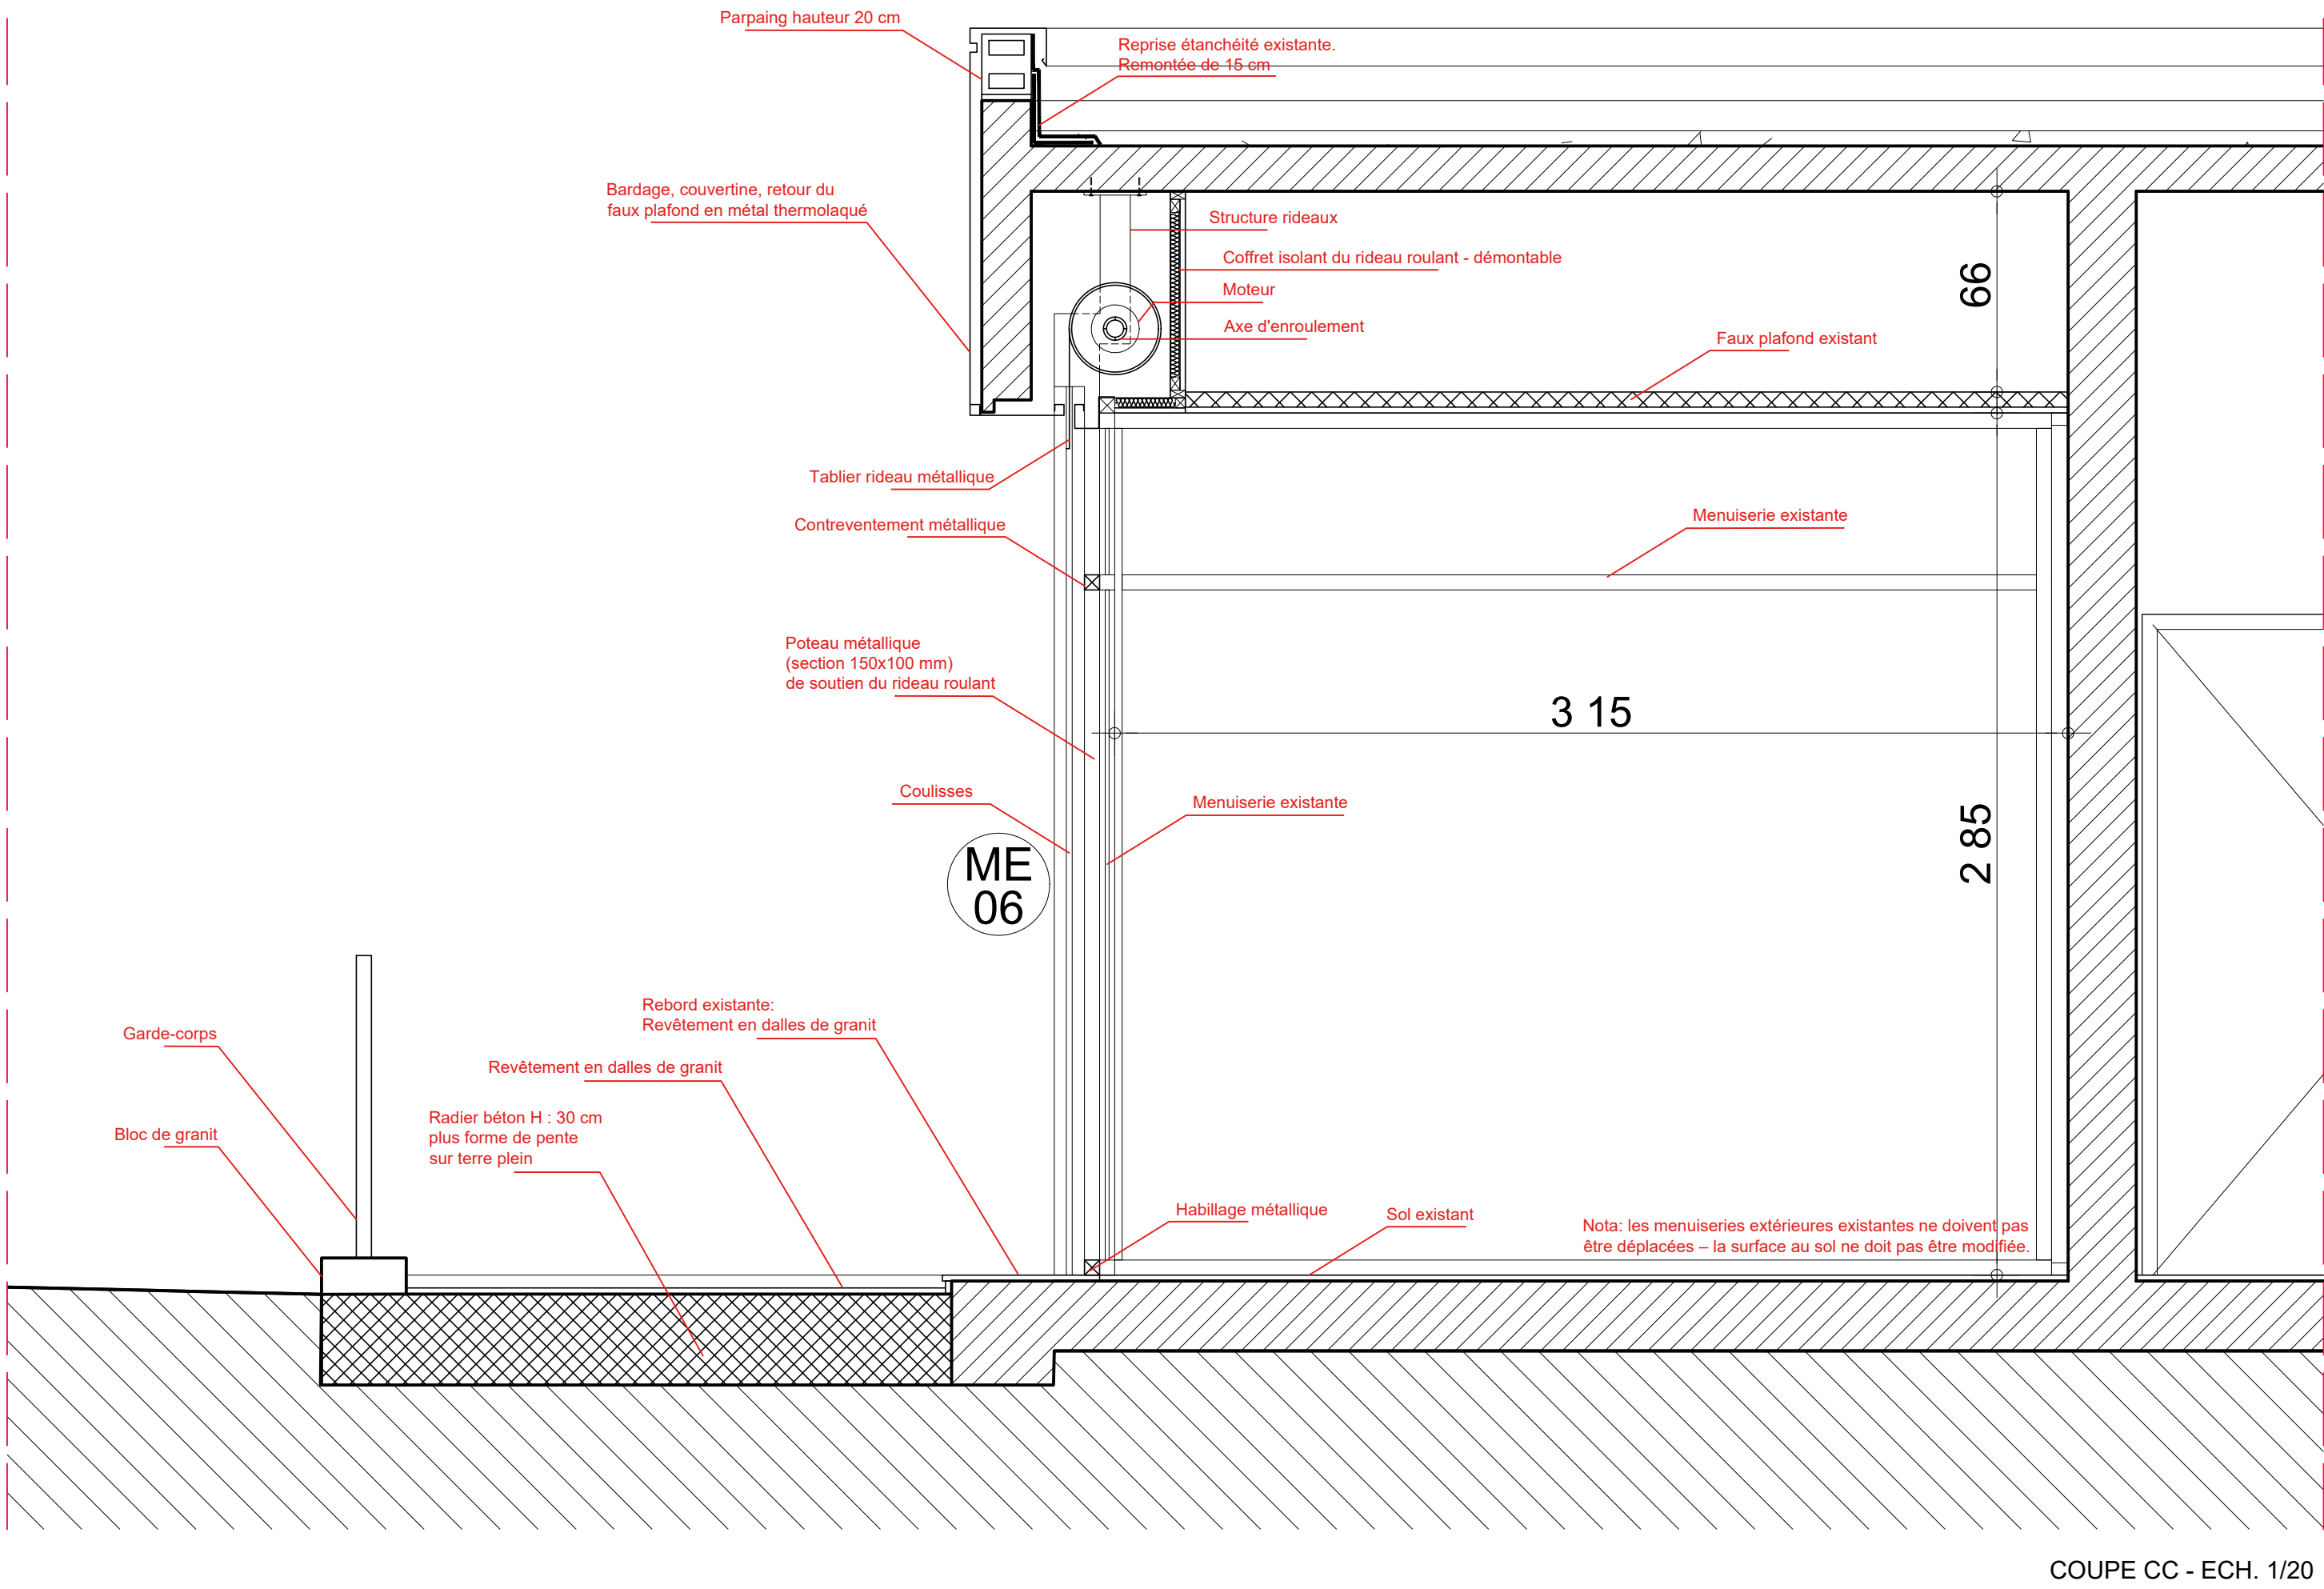 Parpaing hauteur 20 cm
Reprise étanchéité existante.
Remontée de 15 cm
Bardage, couvertine, retour du
faux plafond en métal thermolaqué
Structure rideaux
Coffret isolant du rideau roulant - démontable
Moteur
Axe d'enroulement
66
Faux plafond existant
Tablier rideau métallique
Contreventement métallique
Menuiserie existante
Poteau métallique
(section 150x100 mm)
de soutien du rideau roulant
3 15
Coulisses
Menuiserie existante
2 85
ME
06
Rebord existante:
Revêtement en dalles de granit
Garde-corps
Revêtement en dalles de granit
Radier béton H : 30 cm
plus forme de pente
sur terre plein
Bloc de granit
Habillage métallique
Sol existant
Nota: les menuiseries extérieures existantes ne doivent pas
être déplacées – la surface au sol ne doit pas être modifiée.
COUPE CC - ECH. 1/20